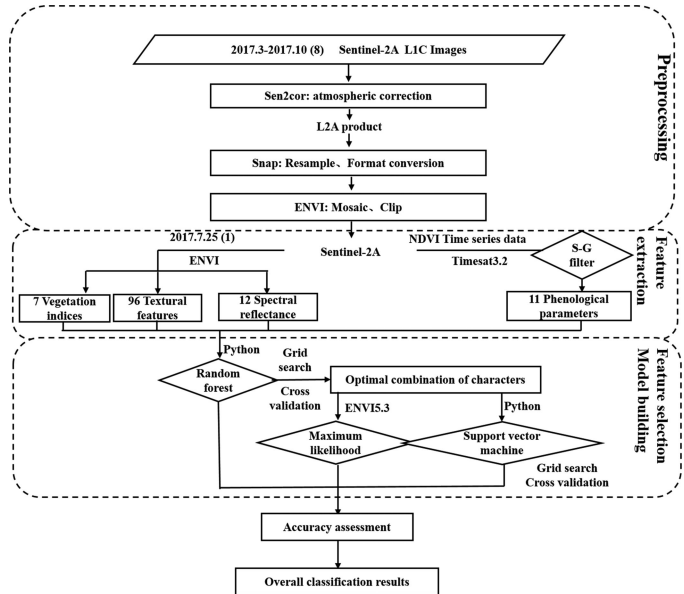 2017.3-2017.10 (8) Sentinel-2A L1C Images
Sen2cor: atmospheric correction
L2A product
Snap: Resample、Format conversion
ENVI: Mosaic、Clip
Preprocessing
2017.7.25 (1)
ENVI
Sentinel-2A
NDVI Time series data
Timesat3.2
S-G
filter
7 Vegetation
indices
96 Textural
features
12 Spectral
reflectance
11 Phenological
parameters
Feature
extraction
Python
Random
forest
Grid
search
Cross
validation
Optimal combination of characters
ENVI5.3
Python
Maximum
likelihood
Support vector
machine
Grid search
Cross validation
Feature selection
Model building
Accuracy assessment
Overall classification results